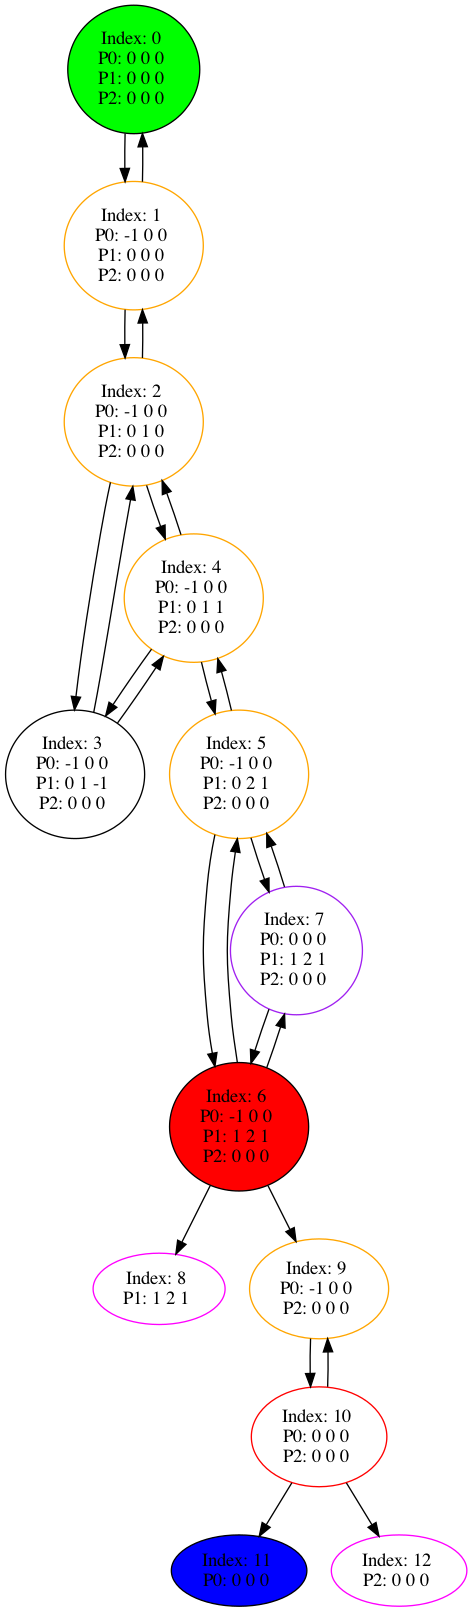 Index: 0
P0: 0 0 0
P1: 0 0 0
P2: 0 0 0
Index: 1
P0: -1 0 0
P1: 0 0 0
P2: 0 0 0
Index: 2
P0: -1 0 0
P1: 0 1 0
P2: 0 0 0
Index: 4
P0: -1 0 0
P1: 0 1 1
P2: 0 0 0
Index: 3
P0: -1 0 0
P1: 0 1 -1
P2: 0 0 0
Index: 5
P0: -1 0 0
P1: 0 2 1
P2: 0 0 0
Index: 7
P0: 0 0 0
P1: 1 2 1
P2: 0 0 0
Index: 6
P0: -1 0 0
P1: 1 2 1
P2: 0 0 0
Index: 8
P1: 1 2 1
Index: 9
P0: -1 0 0
P2: 0 0 0
Index: 10
P0: 0 0 0
P2: 0 0 0
Index: 11
P0: 0 0 0
Index: 12
P2: 0 0 0